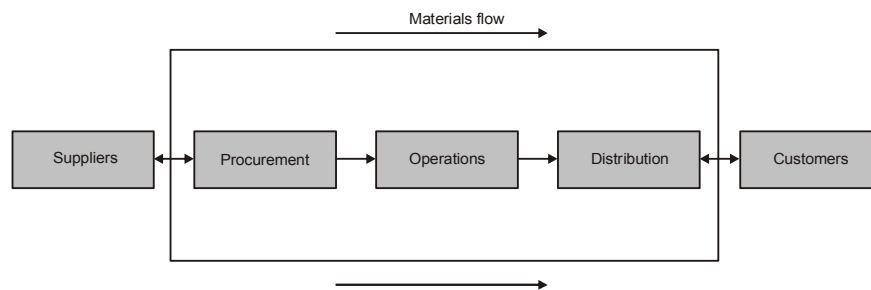 Materials flow
Suppliers
Procurement
Operations
Distribution
Customers